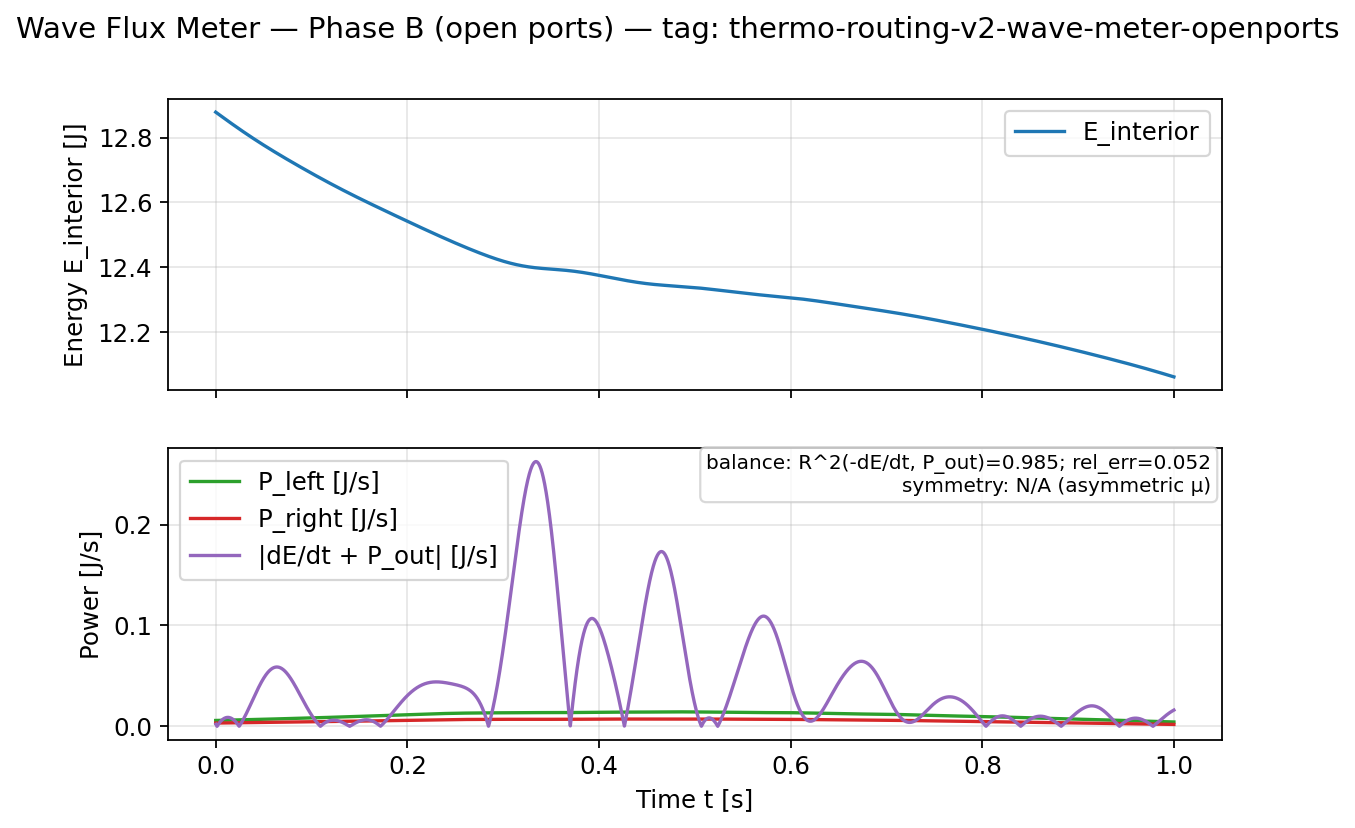 Wave Flux Meter — Phase B (open ports) — tag: thermo-routing-v2-wave-meter-openports
Energy E_interior [J]
12.8
12.6
12.4
12.2
E_interior
Power [J/s]
0.2
0.1
0.0
P_left [J/s]
P_right [J/s]
|dE/dt + P_out| [J/s]
balance: R^2(-dE/dt, P_out)=0.985; rel_err=0.052
symmetry: N/A (asymmetric μ)
0.0 0.2 0.4 0.6 0.8 1.0
Time t [s]